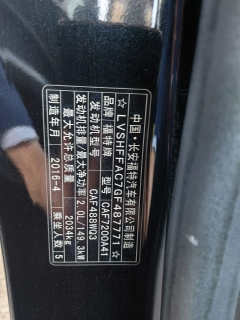 中国·长安福特汽车有限公司制造
☆LVSHFFAC7GF487771☆
品牌 福特牌 型号 CAF7200A41
发动机型号 CAF488WQ3
发动机排量/最大净功率 2.0L/149.3kW
最大允许总质量 2034kg
制造年月 2016-4 乘坐人数 5